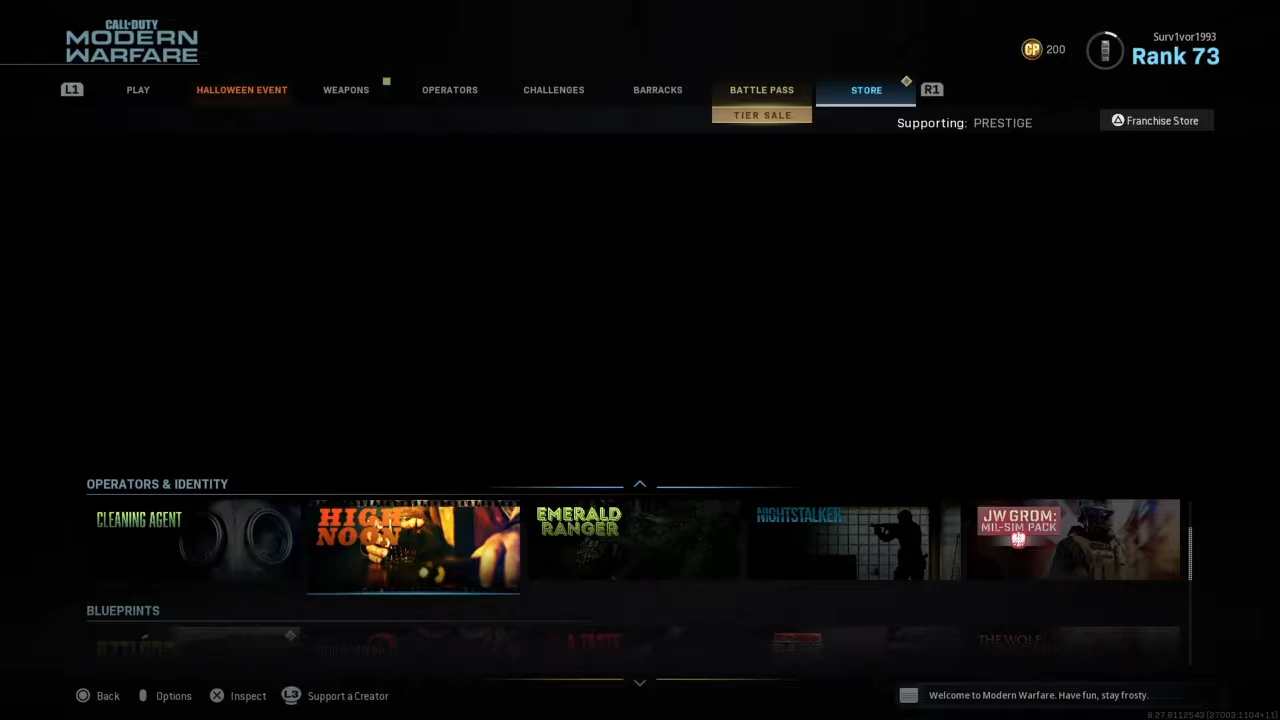 CALL OF DUTY
MODERN
WARFARE
CP 200
Surv1vor1993
Rank 73
L1 PLAY HALLOWEEN EVENT WEAPONS OPERATORS CHALLENGES BARRACKS BATTLE PASS STORE R1
TIER SALE
Supporting: PRESTIGE
Franchise Store
OPERATORS & IDENTITY
CLEANING AGENT
HIGH
NOON
EMERALD
RANGER
NIGHTSTALKER
JW GROM:
MIL-SIM PACK
BLUEPRINTS
THE WOLF
Back Options Inspect L3 Support a Creator
Welcome to Modern Warfare. Have fun, stay frosty.